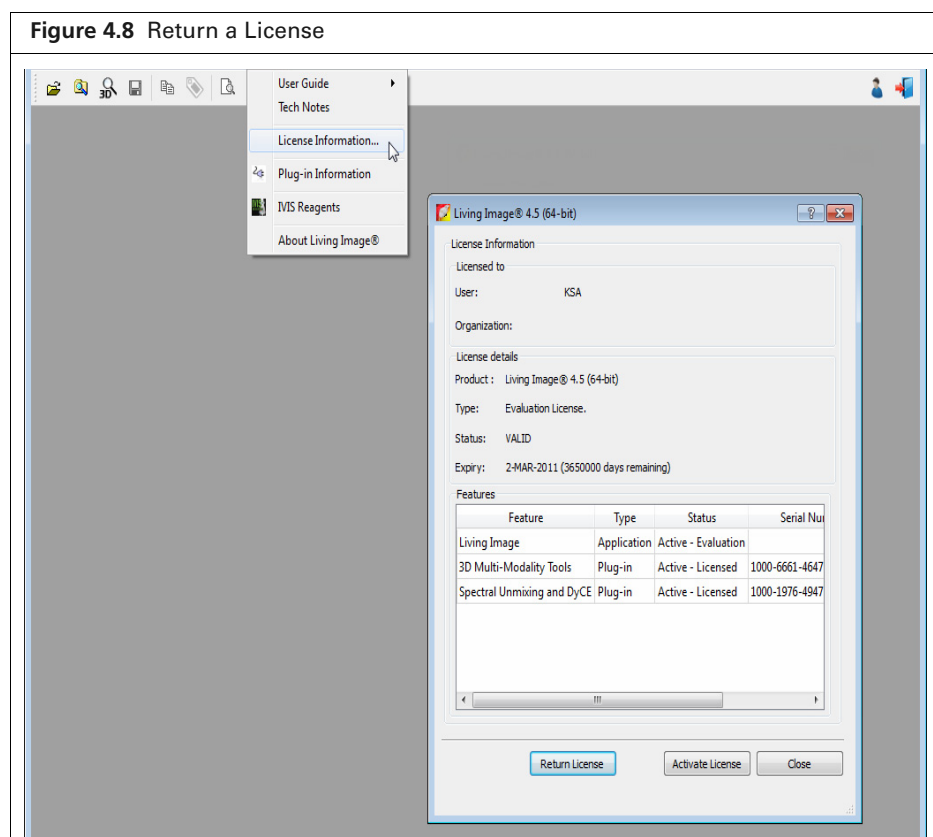 Figure 4.8 Return a License
3D
User Guide
Tech Notes
License Information...
Plug-in Information
IVIS Reagents
About Living Image®
Living Image® 4.5 (64-bit)
License Information
Licensed to
User: KSA
Organization:
License details
Product : Living Image® 4.5 (64-bit)
Type: Evaluation License.
Status: VALID
Expiry: 2-MAR-2011 (3650000 days remaining)
Features
Feature Type Status Serial Nu
Living Image Application Active - Evaluation
3D Multi-Modality Tools Plug-in Active - Licensed 1000-6661-4647
Spectral Unmixing and DyCE Plug-in Active - Licensed 1000-1976-4947
Return License Activate License Close